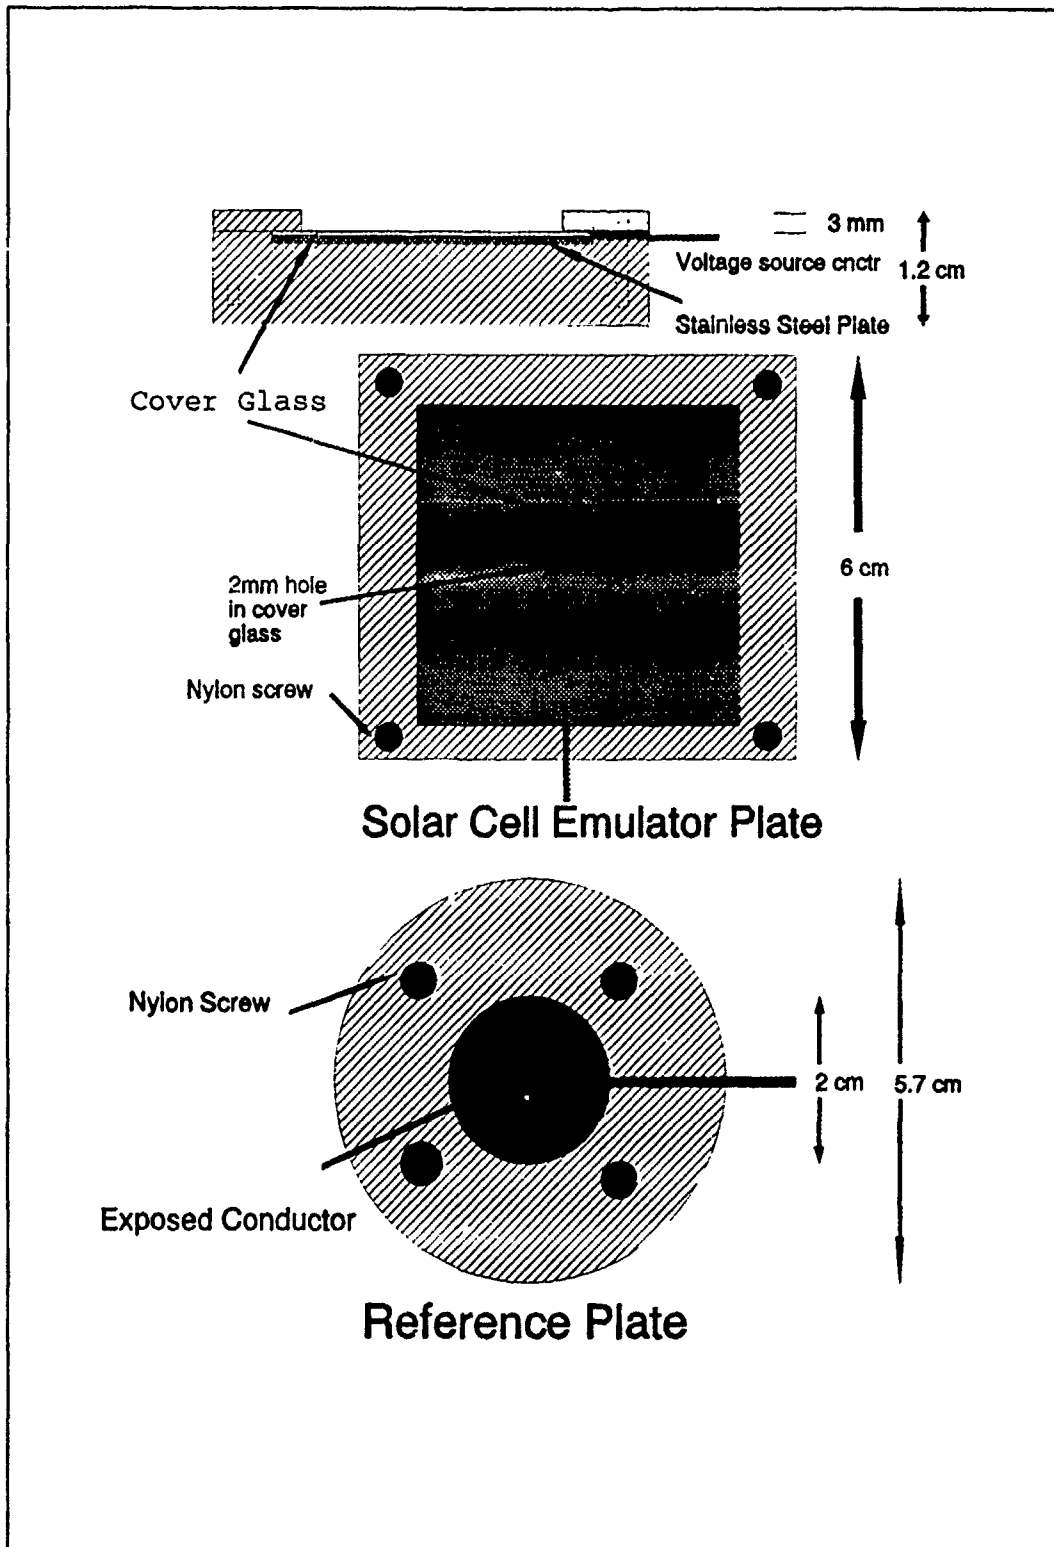 3 mm
Voltage source cnctr
1.2 cm
Stainless Steel Plate
Cover Glass
6 cm
2mm hole
in cover
glass
Nylon screw
Solar Cell Emulator Plate
Nylon Screw
2 cm
5.7 cm
Exposed Conductor
Reference Plate